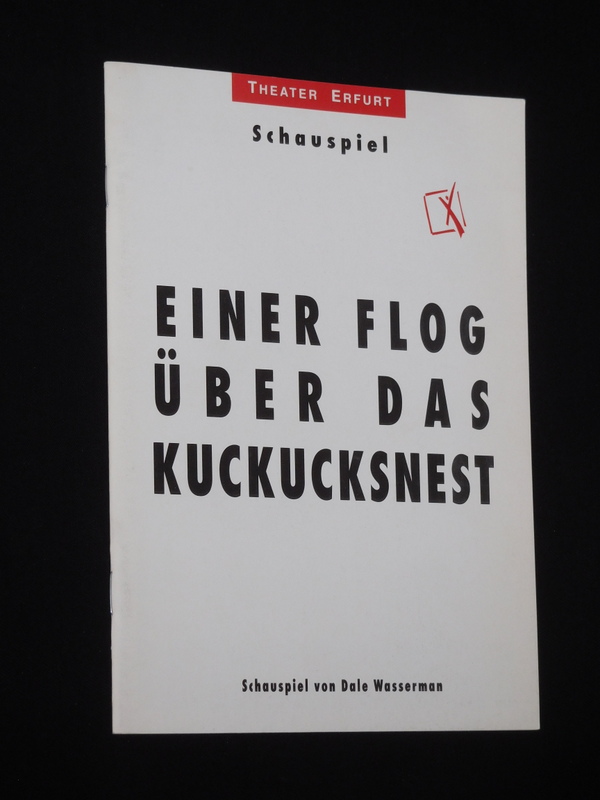 THEATER ERFURT
Schauspiel
EINER FLOG
ÜBER DAS
KUCKUCKSNEST
Schauspiel von Dale Wasserman